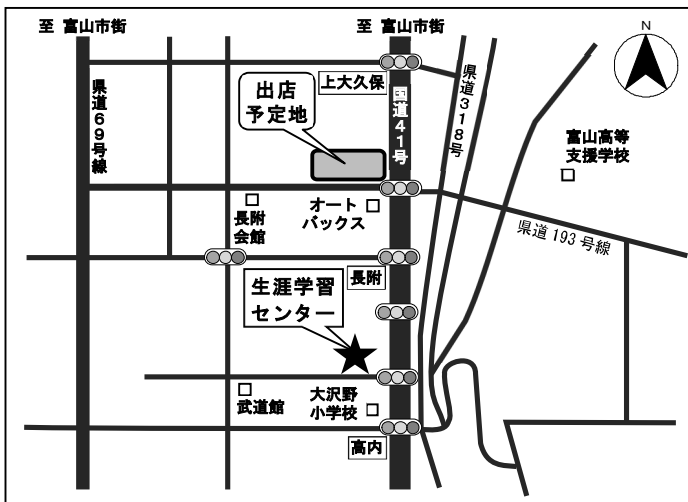 至 富山市街
至 富山市街
N
県道69号線
上大久保
国道41号
県道318号
出店
予定地
富山高等
支援学校
長附
会館
オート
バックス
県道193号線
長附
生涯学習
センター
武道館
大沢野
小学校
高内